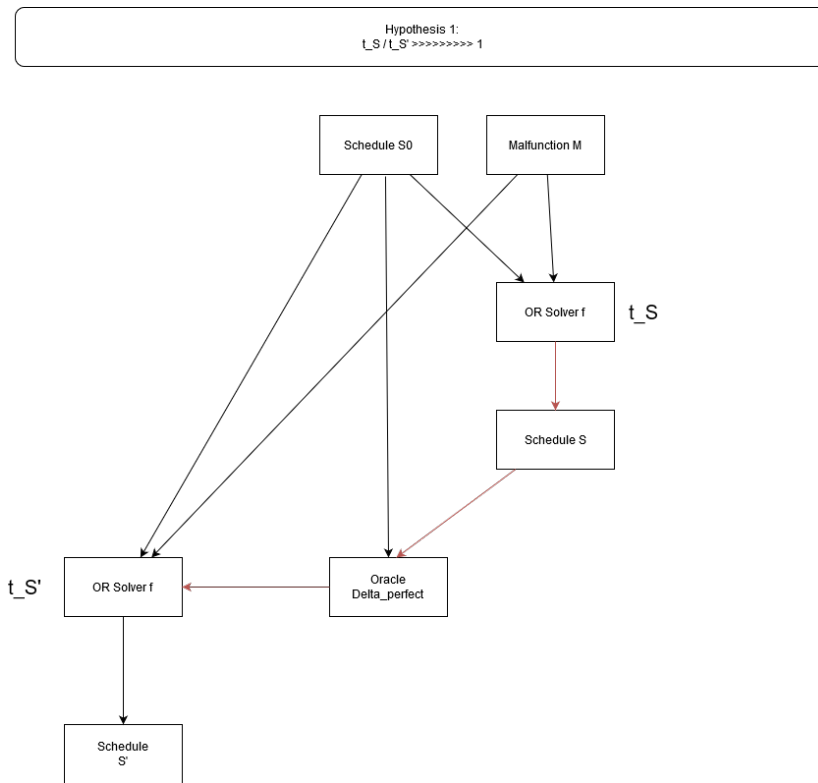 Hypothesis 1:
t_S / t_S' >>>>>>>>> 1
Schedule S0
Malfunction M
OR Solver f
t_S
Schedule S
t_S'
OR Solver f
Oracle
Delta_perfect
Schedule
S'